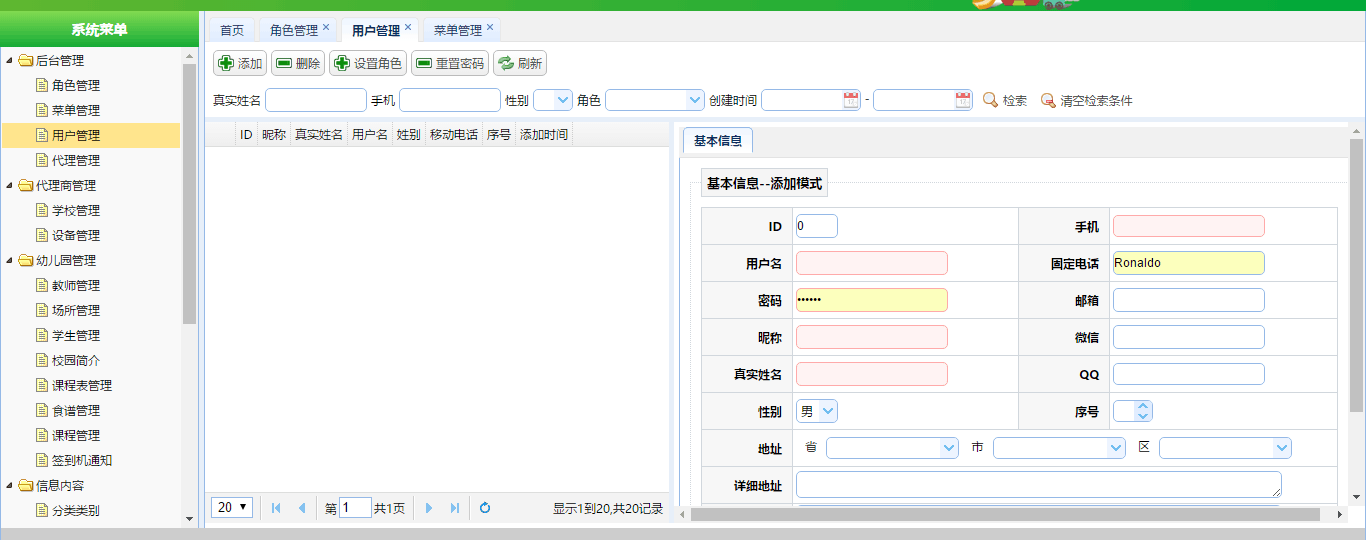 系统菜单
后台管理
角色管理
菜单管理
用户管理
代理管理
代理商管理
学校管理
设备管理
幼儿园管理
教师管理
场所管理
学生管理
校园简介
课程表管理
食谱管理
课程管理
签到机通知
信息内容
分类类别
首页 角色管理 用户管理 菜单管理
添加 删除 设置角色 重置密码 刷新
真实姓名 手机 性别 角色 创建时间 - 检索 清空检索条件
ID 昵称 真实姓名 用户名 姓别 移动电话 序号 添加时间
20 第 1 共1页 显示1到20,共20记录
基本信息
基本信息--添加模式
ID 0 手机
用户名 固定电话 Ronaldo
密码 •••••• 邮箱
昵称 微信
真实姓名 QQ
性别 男 序号
地址 省 市 区
详细地址